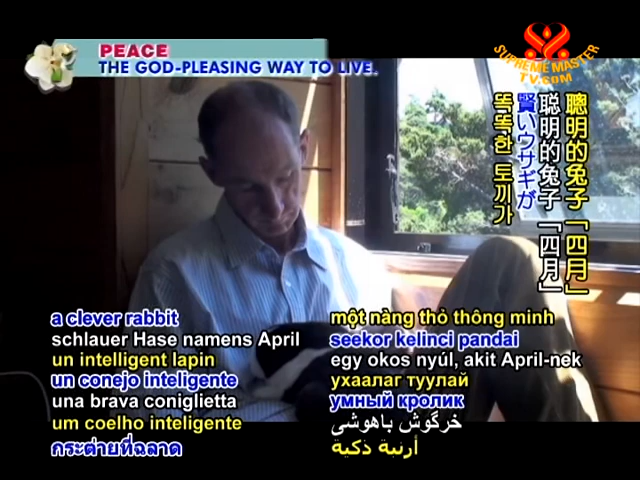 PEACE
THE GOD-PLEASING WAY TO LIVE.
SUPREME MASTER
TV.COM
聰明的兔子「四月」
聪明的兔子「四月」
賢いウサギが
똑똑한 토끼가
a clever rabbit
schlauer Hase namens April
un intelligent lapin
un conejo inteligente
una brava coniglietta
um coelho inteligente
กระต่ายที่ฉลาด
một nàng thỏ thông minh
seekor kelinci pandai
egy okos nyúl, akit April-nek
ухаалаг туулай
умный кролик
خرگوش باهوشی
أرنبة ذكية